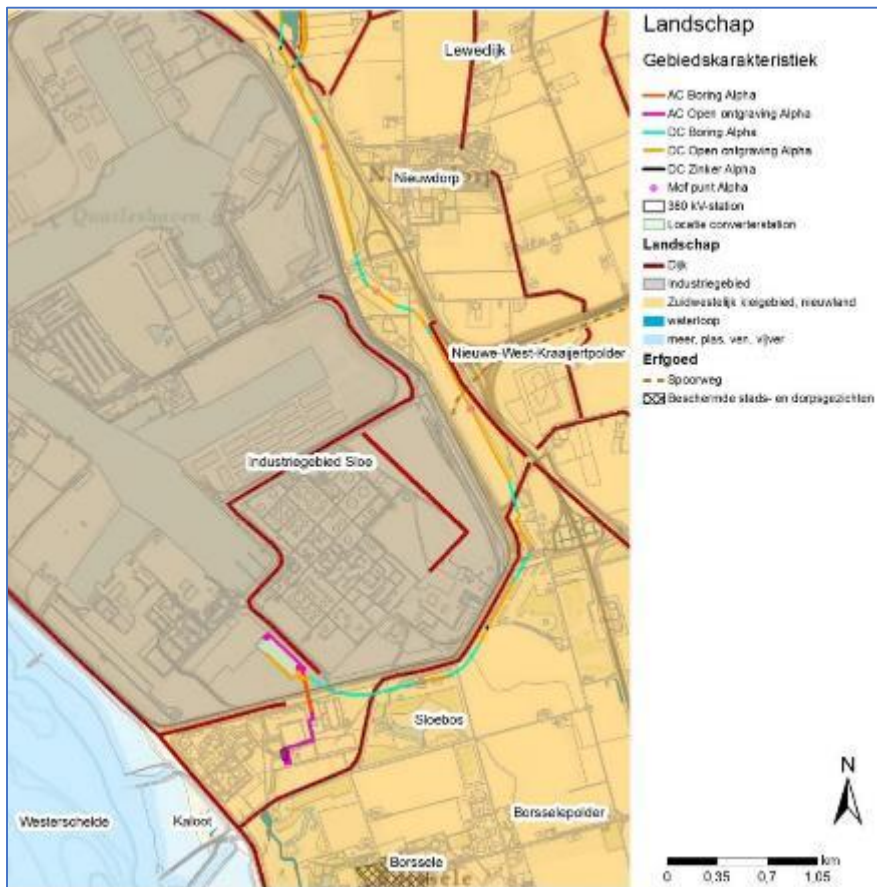 Landschap
Gebiedskarakteristiek
AC Boring Alpha
AC Open ontgraving Alpha
DC Boring Alpha
DC Open ontgraving Alpha
DC Zinker Alpha
Mof punt Alpha
380 kV-station
Locatie converterstation
Landschap
Dijk
Industriegebied
Zuidwestelijk kleigebied, nieuwland
waterloop
meer, plas, ven, vijver
Erfgoed
Spoorweg
Beschermde stads- en dorpsgezichten
Lewedijk
Nieuwdorp
Quarleshaven
Nieuwe-West-Kraaijertpolder
Industriegebied Sloe
Sloebos
Westerschelde
Kaloot
Borsselepolder
Borssele
N
km
0 0,35 0,7 1,05